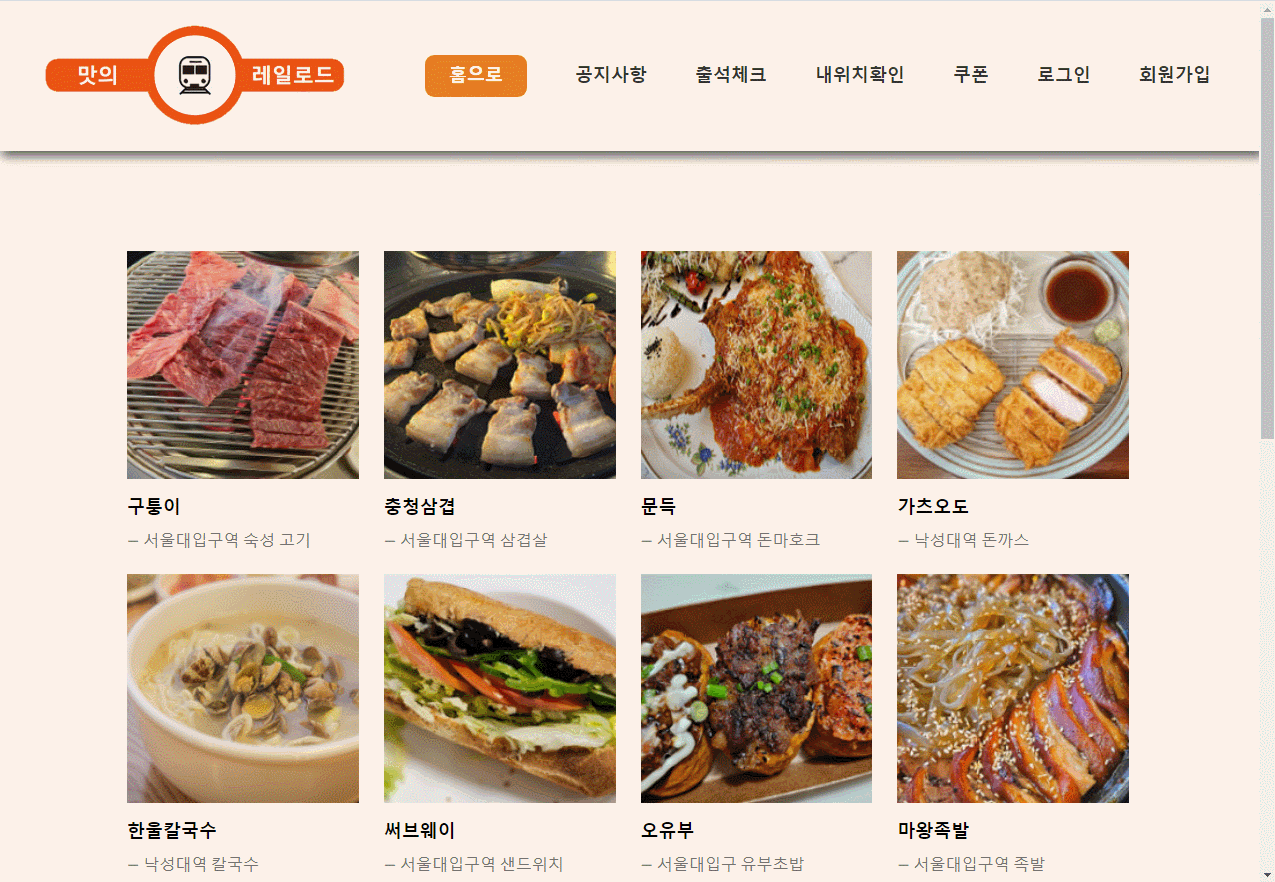 맛의 레일로드
홈으로 공지사항 출석체크 내위치확인 쿠폰 로그인 회원가입
구퉁이 충청삼겹 문득 가츠오도
– 서울대입구역 숙성 고기 – 서울대입구역 삼겹살 – 서울대입구역 돈마호크 – 낙성대역 돈까스
한울칼국수 써브웨이 오유부 마왕족발
– 낙성대역 칼국수 – 서울대입구역 샌드위치 – 서울대입구 유부초밥 – 서울대입구역 족발